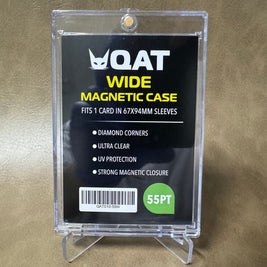 QAT
WIDE
MAGNETIC CASE
FITS 1 CARD IN 67X94MM SLEEVES
• DIAMOND CORNERS
• ULTRA CLEAR
• UV PROTECTION
• STRONG MAGNETIC CLOSURE
55PT